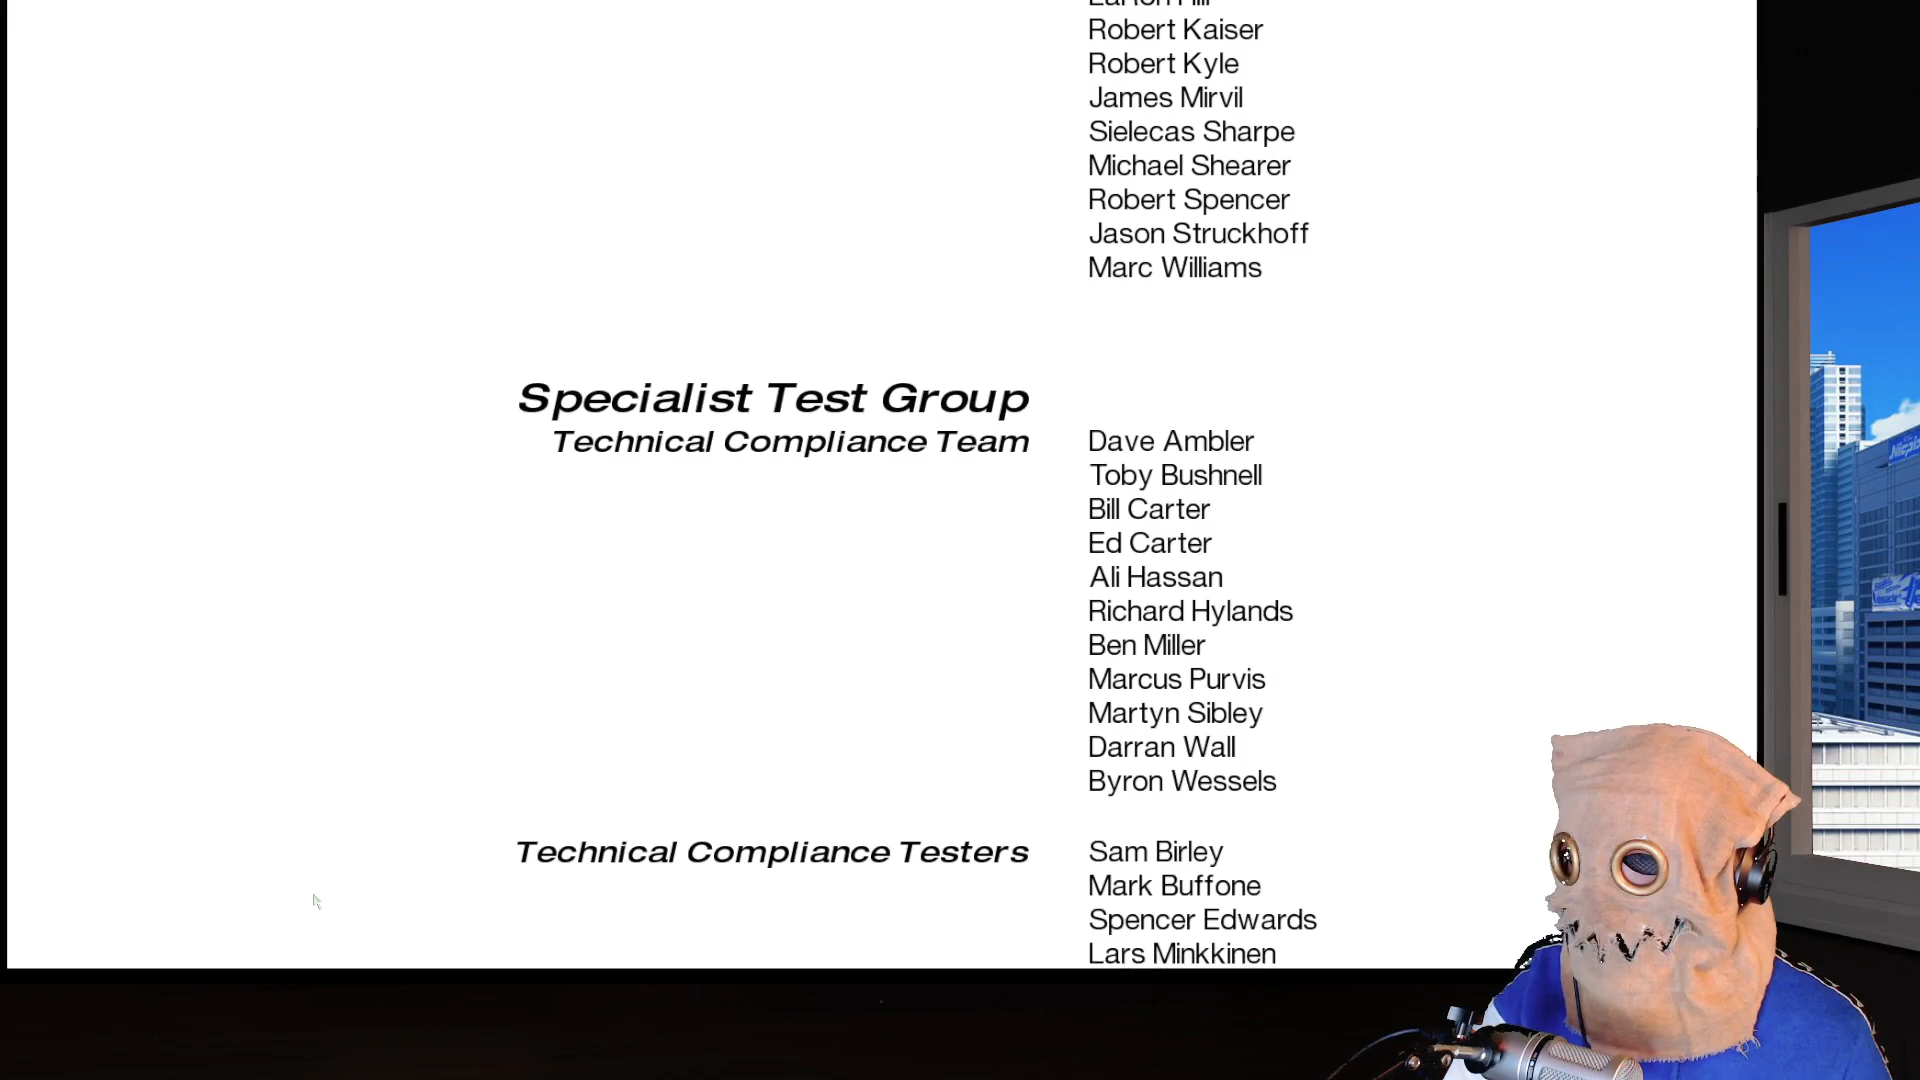 Robert Kaiser
Robert Kyle
James Mirvil
Sielecas Sharpe
Michael Shearer
Robert Spencer
Jason Struckhoff
Marc Williams
Specialist Test Group
Technical Compliance Team Dave Ambler
Toby Bushnell
Bill Carter
Ed Carter
Ali Hassan
Richard Hylands
Ben Miller
Marcus Purvis
Martyn Sibley
Darran Wall
Byron Wessels
Technical Compliance Testers Sam Birley
Mark Buffone
Spencer Edwards
Lars Minkkinen